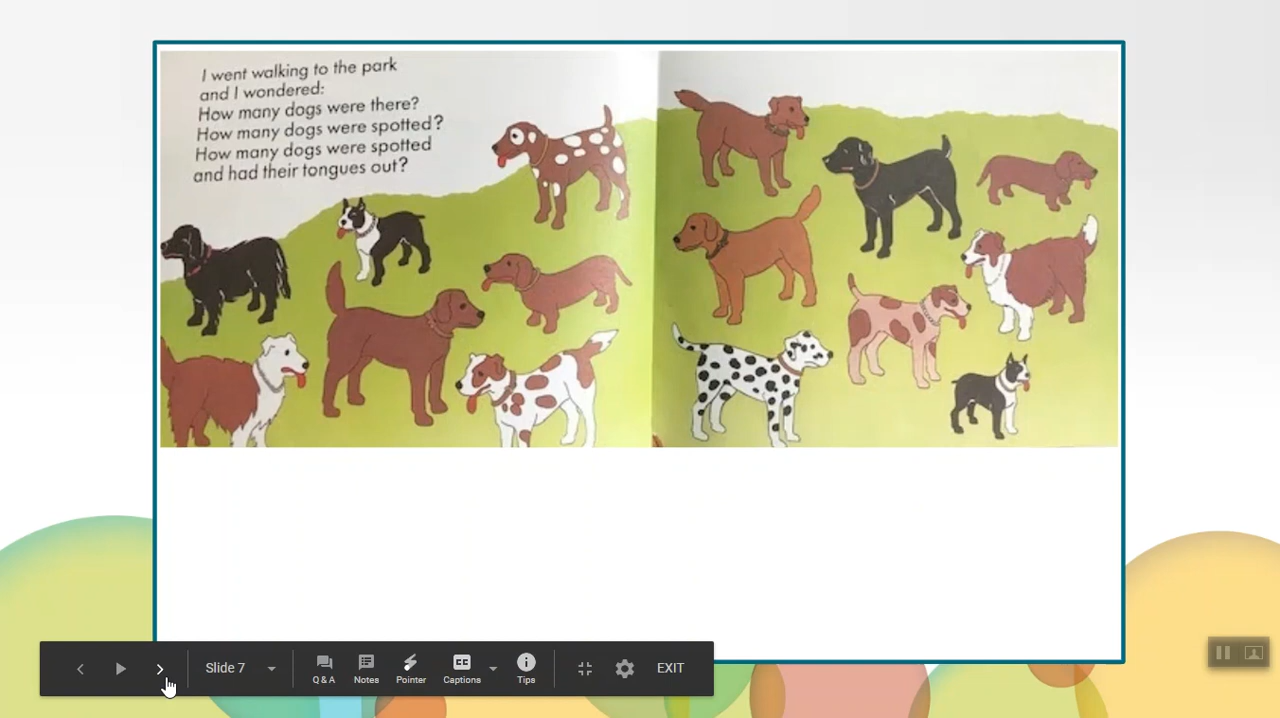 I went walking to the park
and I wondered:
How many dogs were there?
How many dogs were spotted?
How many dogs were spotted
and had their tongues out?
Slide 7
Q & A
Notes
Pointer
CC
Captions
Tips
EXIT